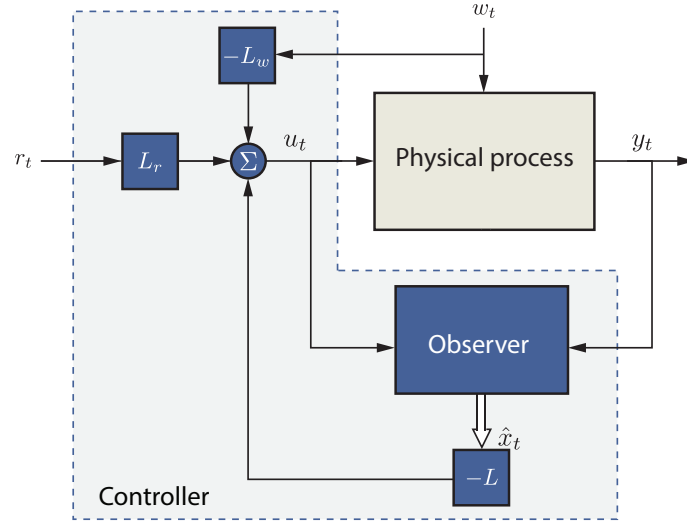 w_t
−L_w
r_t
L_r
Σ
u_t
Physical process
y_t
Observer
x̂_t
−L
Controller